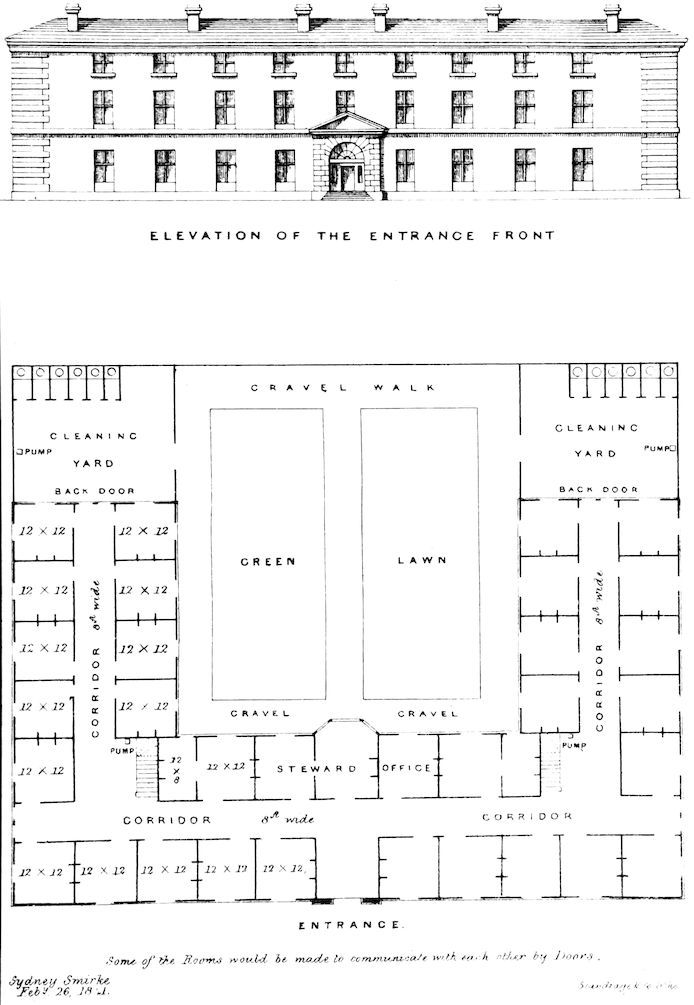 ELEVATION OF THE ENTRANCE FRONT
GRAVEL WALK
CLEANING
YARD
PUMP
BACK DOOR
CLEANING
YARD
PUMP
BACK DOOR
12 × 12
12 × 12
12 × 12
12 × 12
12 × 12
12 × 12
12 × 12
12 × 12
12 × 12
CORRIDOR 8ft wide
GREEN
LAWN
CORRIDOR 8ft wide
GRAVEL
GRAVEL
PUMP
12 × 8
12 × 12
STEWARD
OFFICE
PUMP
CORRIDOR 8ft wide
CORRIDOR
12 × 12
12 × 12
12 × 12
12 × 12
12 × 12
ENTRANCE.
Some of the Rooms would be made to communicate with each other by Doors.
Sydney Smirke
Feby 26,